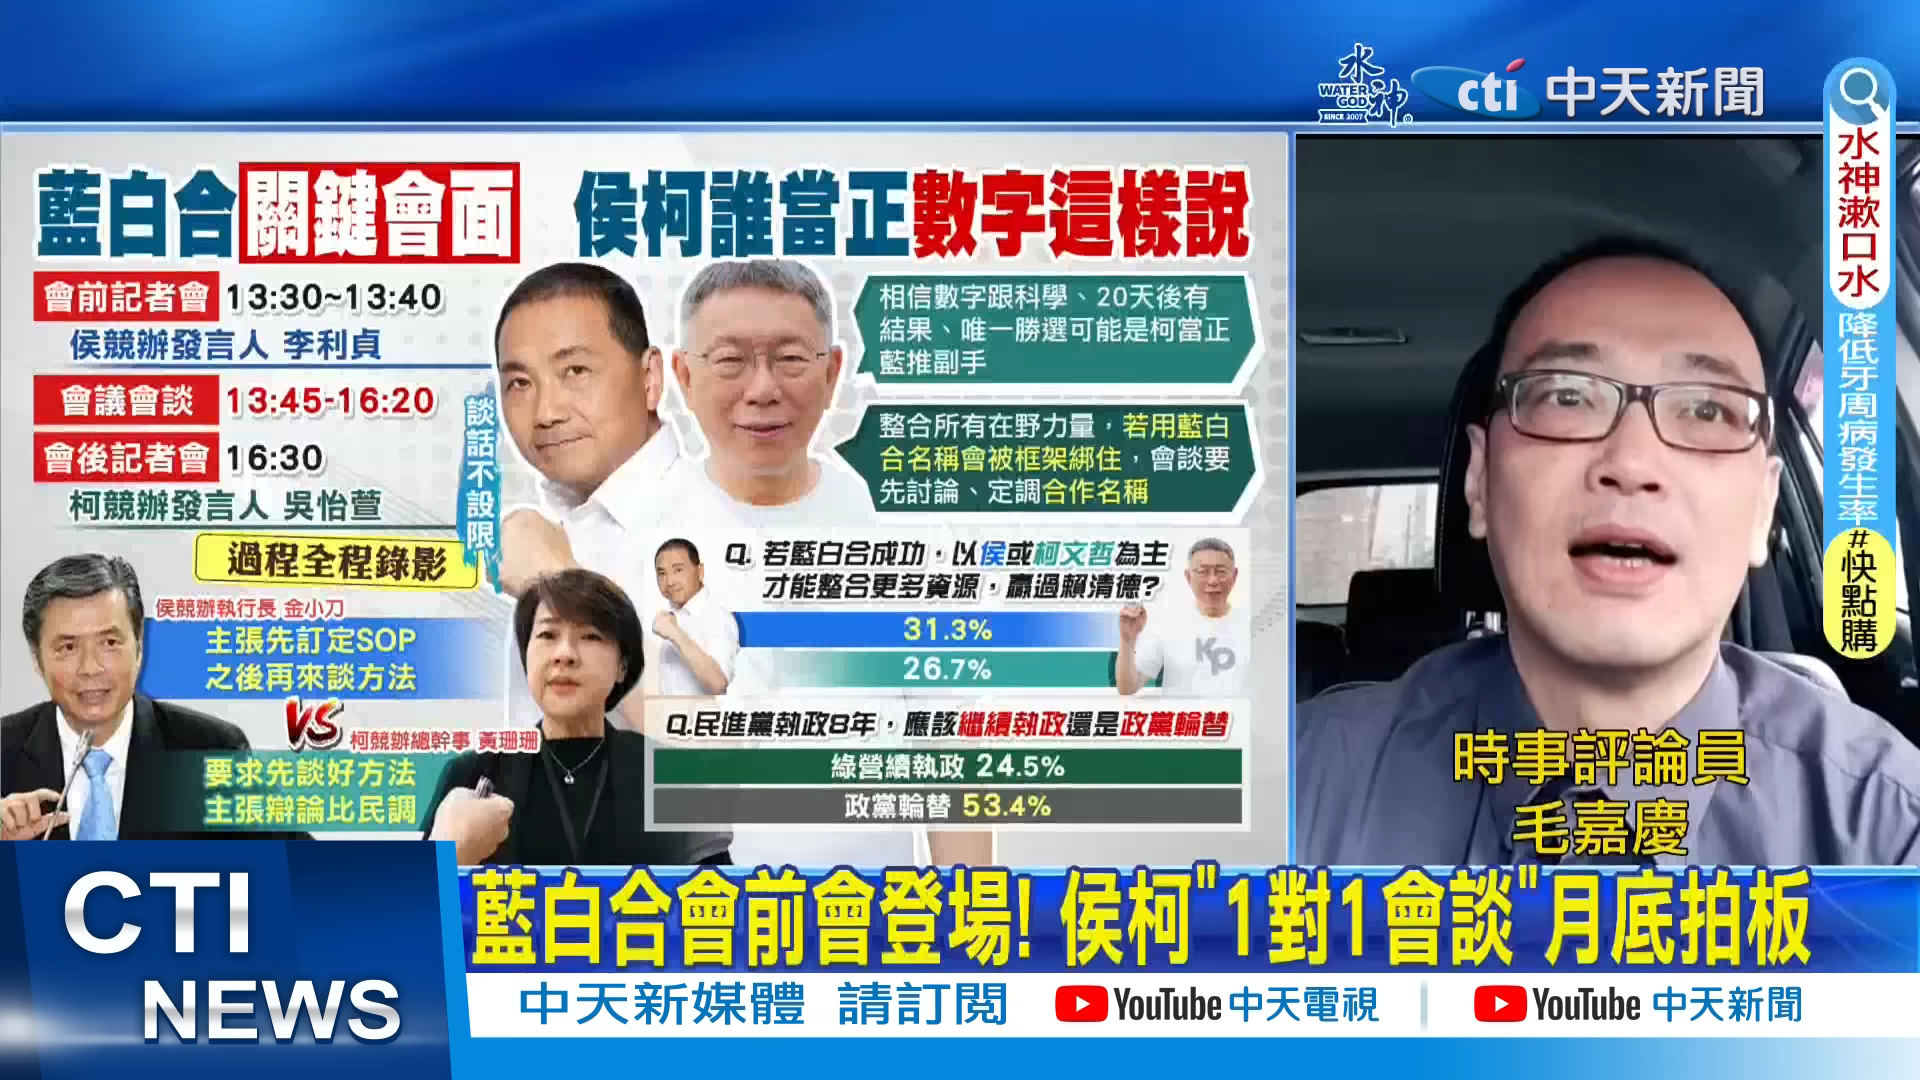 水神
WATER GOD
SINCE 2007
cti 中天新聞
藍白合關鍵會面 侯柯誰當正數字這樣說
會前記者會 13:30~13:40
侯競辦發言人 李利貞
會議會談 13:45-16:20
會後記者會 16:30
柯競辦發言人 吳怡萱
談話不設限
過程全程錄影
侯競辦執行長 金小刀
主張先訂定SOP
之後再來談方法
VS
柯競辦總幹事 黃珊珊
要求先談好方法
主張辯論比民調
相信數字跟科學、20天後有
結果、唯一勝選可能是柯當正
藍推副手
整合所有在野力量，若用藍白
合名稱會被框架綁住，會談要
先討論、定調合作名稱
Q. 若藍白合成功，以侯或柯文哲為主
才能整合更多資源，贏過賴清德?
31.3%
26.7%
KP
Q.民進黨執政8年，應該繼續執政還是政黨輪替
綠營續執政 24.5%
政黨輪替 53.4%
時事評論員
毛嘉慶
水神漱口水
降低牙周病發生率
#快點購
CTI
NEWS
藍白合會前會登場! 侯柯"1對1會談"月底拍板
中天新媒體 請訂閱 YouTube 中天電視 | YouTube 中天新聞